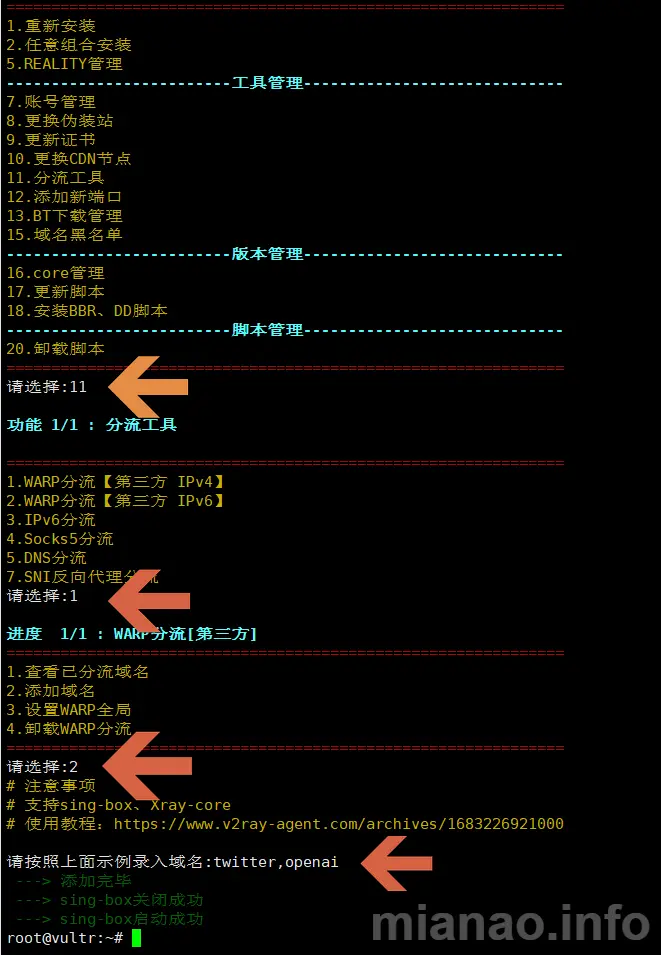 ==============================================================
1.重新安装
2.任意组合安装
5.REALITY管理
-------------------------工具管理-----------------------------
7.账号管理
8.更换伪装站
9.更新证书
10.更换CDN节点
11.分流工具
12.添加新端口
13.BT下载管理
15.域名黑名单
-------------------------版本管理-----------------------------
16.core管理
17.更新脚本
18.安装BBR、DD脚本
-------------------------脚本管理-----------------------------
20.卸载脚本
==============================================================
请选择:11
功能 1/1 : 分流工具
==============================================================
1.WARP分流【第三方 IPv4】
2.WARP分流【第三方 IPv6】
3.IPv6分流
4.Socks5分流
5.DNS分流
7.SNI反向代理分流
请选择:1
进度  1/1 : WARP分流[第三方]
==============================================================
1.查看已分流域名
2.添加域名
3.设置WARP全局
4.卸载WARP分流
==============================================================
请选择:2
# 注意事项
# 支持sing-box、Xray-core
# 使用教程：https://www.v2ray-agent.com/archives/1683226921000
请按照上面示例录入域名:twitter,openai
 ---> 添加完毕
 ---> sing-box关闭成功
 ---> sing-box启动成功
root@vultr:~#
mianao.info